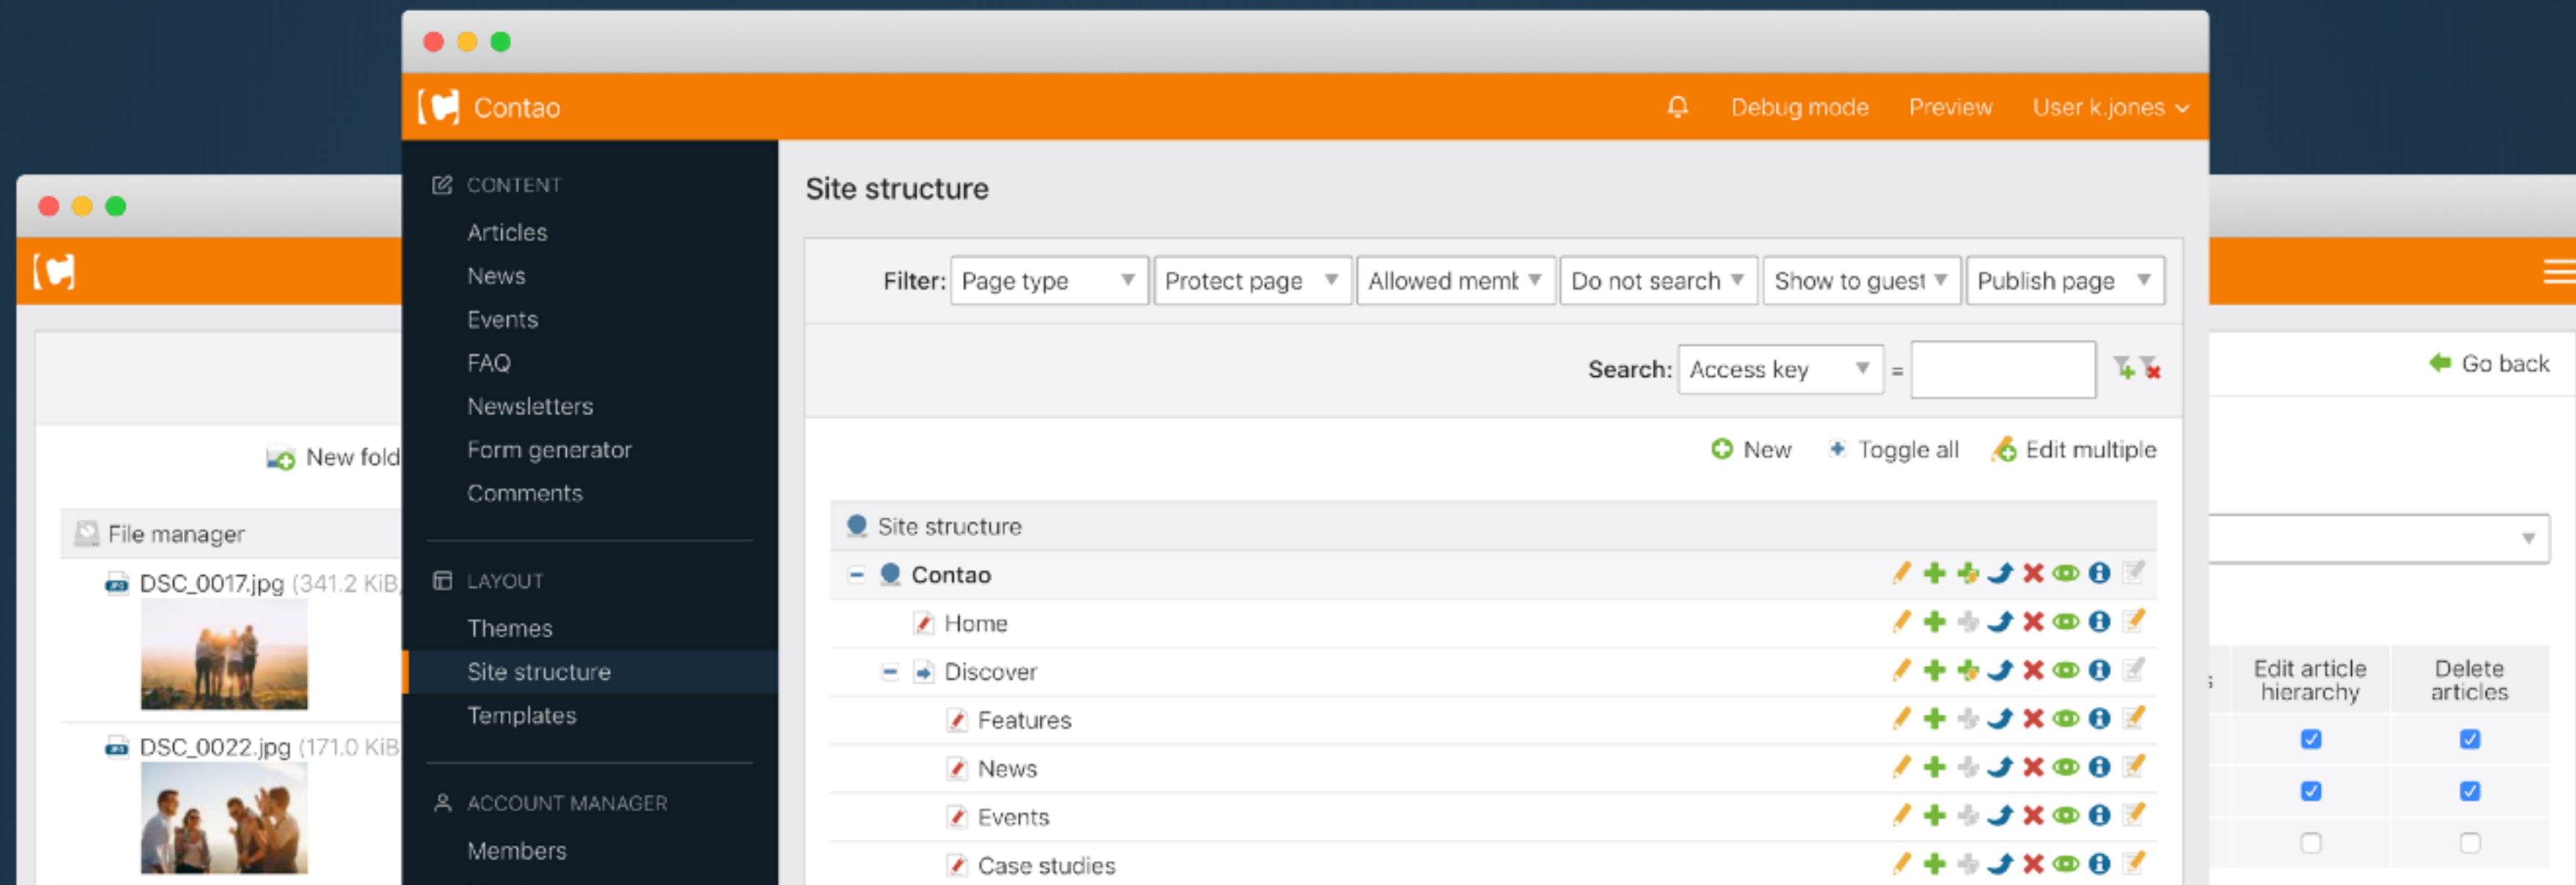 Contao
Debug mode Preview User k.jones
CONTENT
Articles
News
Events
FAQ
Newsletters
Form generator
Comments
LAYOUT
Themes
Site structure
Templates
ACCOUNT MANAGER
Members
Site structure
Filter: Page type Protect page Allowed memb Do not search Show to guest Publish page
Search: Access key =
New Toggle all Edit multiple
Site structure
Contao
Home
Discover
Features
News
Events
Case studies
New fold
File manager
DSC_0017.jpg (341.2 KiB,
DSC_0022.jpg (171.0 KiB
Go back
Edit article hierarchy
Delete articles